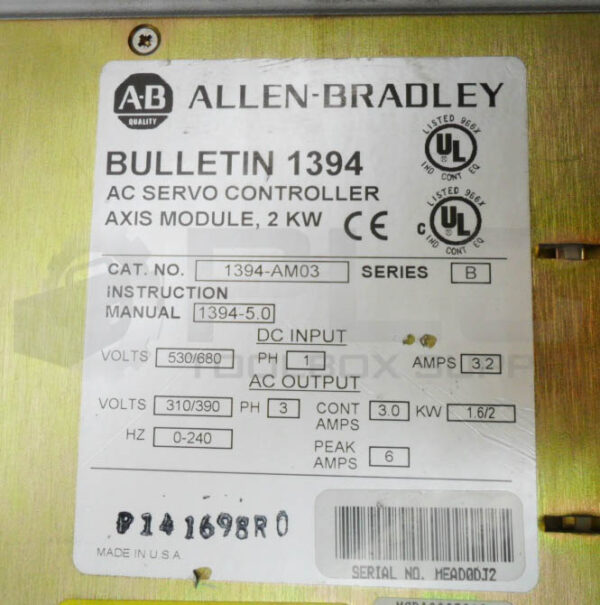 A-B
QUALITY
ALLEN-BRADLEY
LISTED 966X
UL
IND CONT EQ
BULLETIN 1394
AC SERVO CONTROLLER
AXIS MODULE, 2 KW
CE
LISTED 966X
C UL
IND CONT EQ
CAT. NO. 1394-AM03 SERIES B
INSTRUCTION
MANUAL 1394-5.0
DC INPUT
VOLTS 530/680 PH 1 AMPS 3.2
AC OUTPUT
VOLTS 310/390 PH 3 CONT AMPS 3.0 KW 1.6/2
HZ 0-240 PEAK AMPS 6
P141698R0
MADE IN U.S.A.
SERIAL NO. MEAD0DJ2
PLC
TOOLBOX